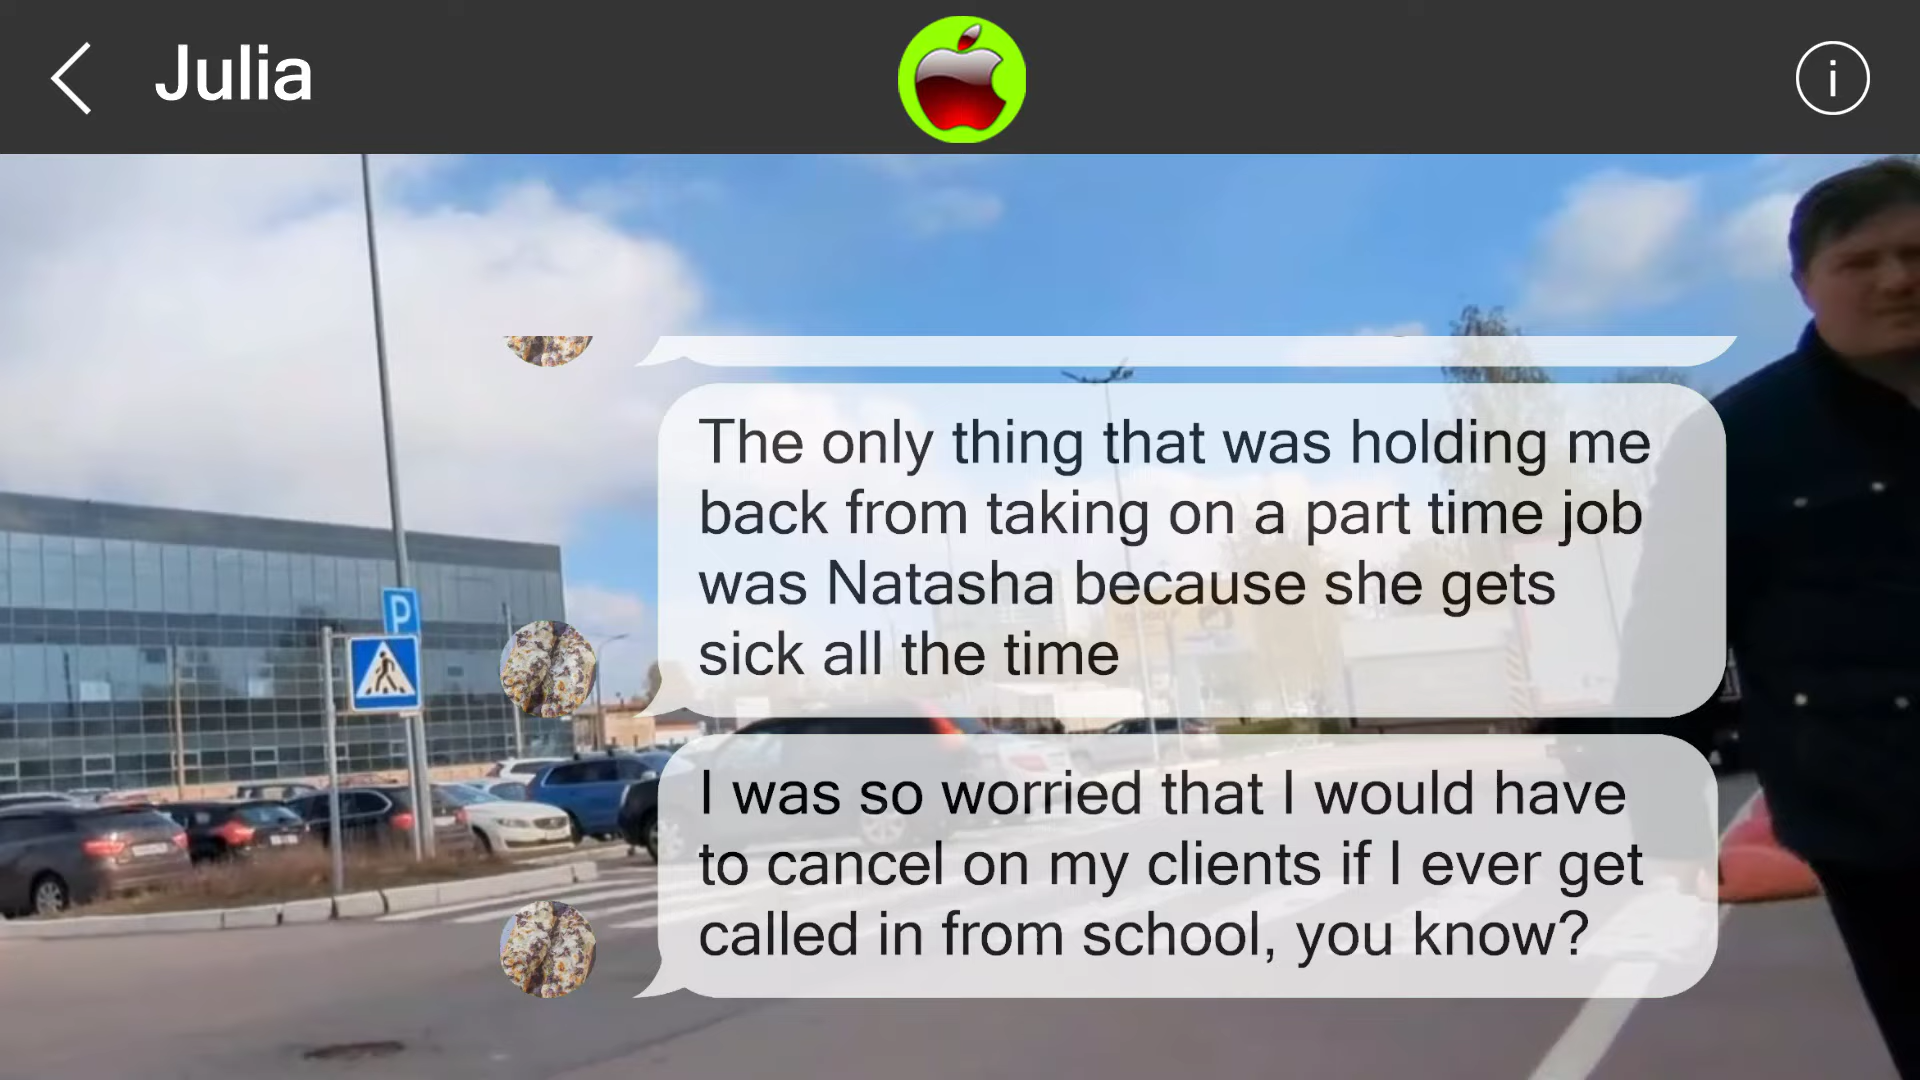 Julia
i
The only thing that was holding me
back from taking on a part time job
was Natasha because she gets
sick all the time
P
I was so worried that I would have
to cancel on my clients if I ever get
called in from school, you know?